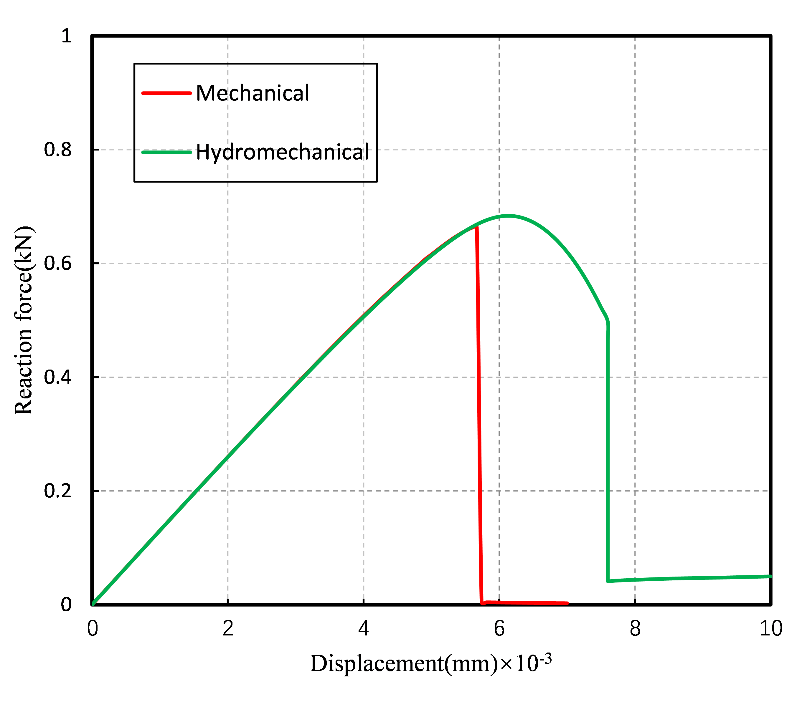 1
0.8
0.6
0.4
0.2
0
Reaction force(kN)
Mechanical
Hydromechanical
0 2 4 6 8 10
Displacement(mm)×10⁻³